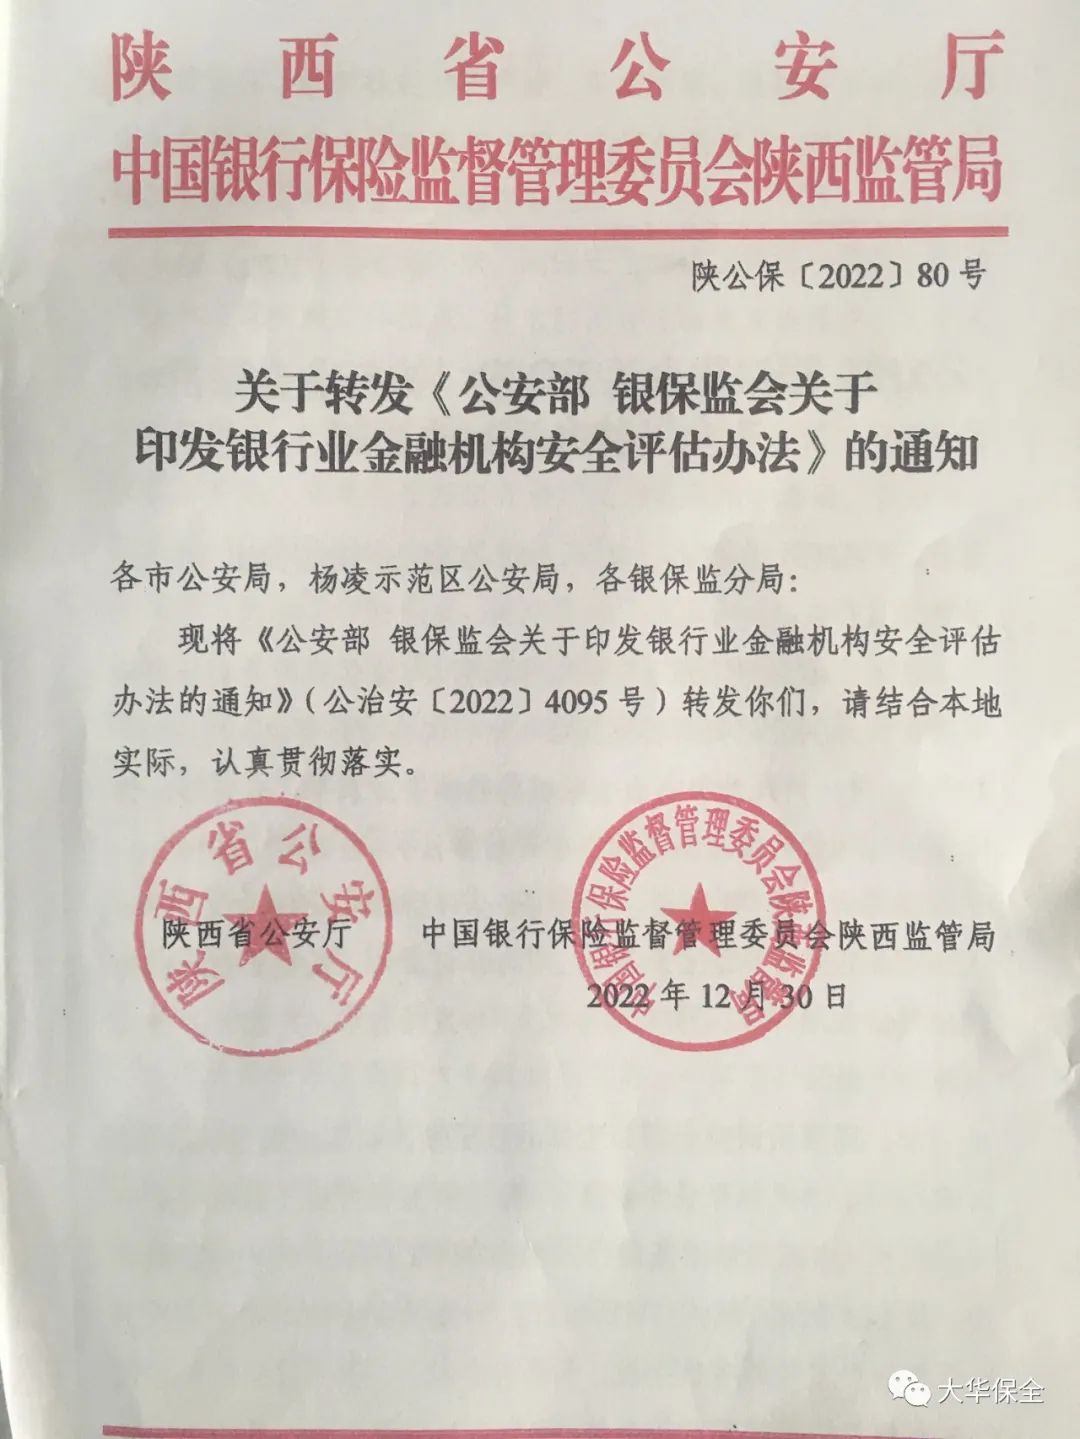 陕西省公安厅
中国银行保险监督管理委员会陕西监管局
陕公保〔2022〕80号
关于转发《公安部 银保监会关于
印发银行业金融机构安全评估办法》的通知
各市公安局，杨凌示范区公安局，各银保监分局：
现将《公安部 银保监会关于印发银行业金融机构安全评估
办法的通知》（公治安〔2022〕4095号）转发你们，请结合本地
实际，认真贯彻落实。
陕西省公安厅
中国银行保险监督管理委员会陕西监管局
陕西省公安厅 中国银行保险监督管理委员会陕西监管局
2022年12月30日
大华保全